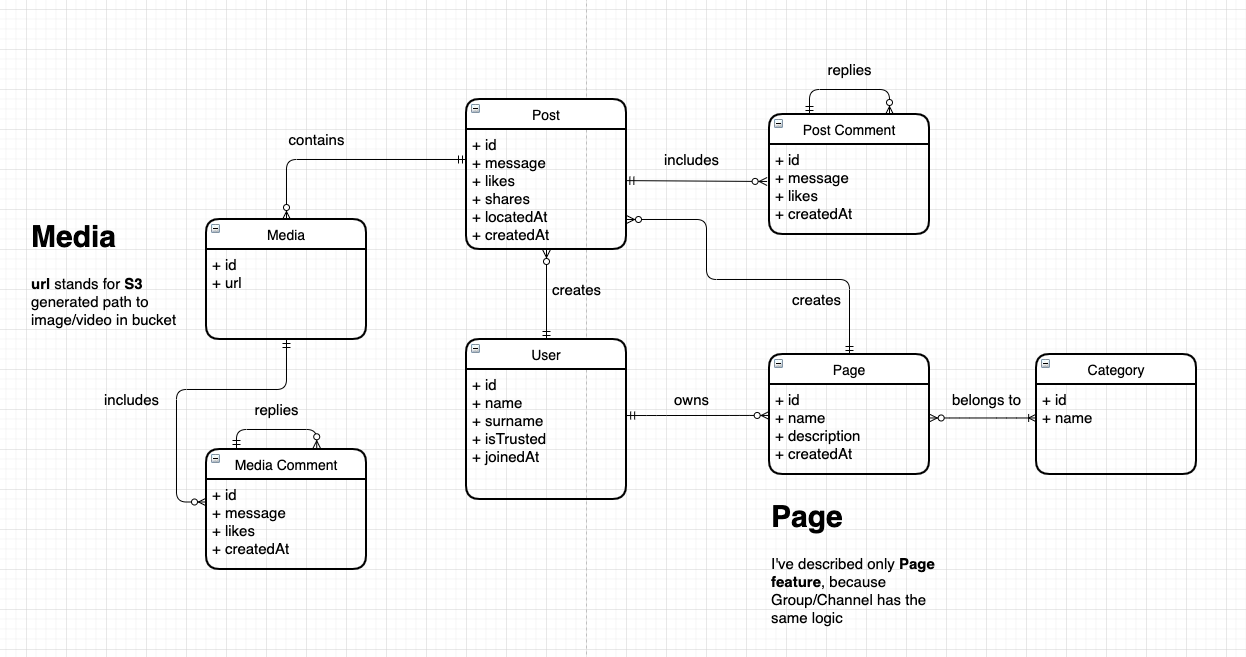 replies
Post
+ id
+ message
+ likes
+ shares
+ locatedAt
+ createdAt
Post Comment
+ id
+ message
+ likes
+ createdAt
contains
includes
Media
url stands for S3
generated path to
image/video in bucket
Media
+ id
+ url
creates
creates
User
+ id
+ name
+ surname
+ isTrusted
+ joinedAt
owns
Page
+ id
+ name
+ description
+ createdAt
belongs to
Category
+ id
+ name
includes
replies
Media Comment
+ id
+ message
+ likes
+ createdAt
Page
I've described only Page
feature, because
Group/Channel has the
same logic